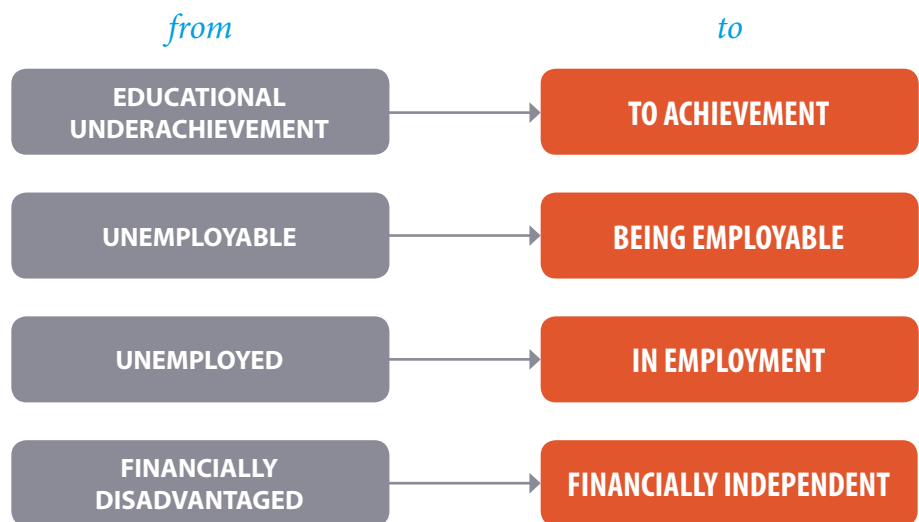 from
to
EDUCATIONAL
UNDERACHIEVEMENT
TO ACHIEVEMENT
UNEMPLOYABLE
BEING EMPLOYABLE
UNEMPLOYED
IN EMPLOYMENT
FINANCIALLY
DISADVANTAGED
FINANCIALLY INDEPENDENT